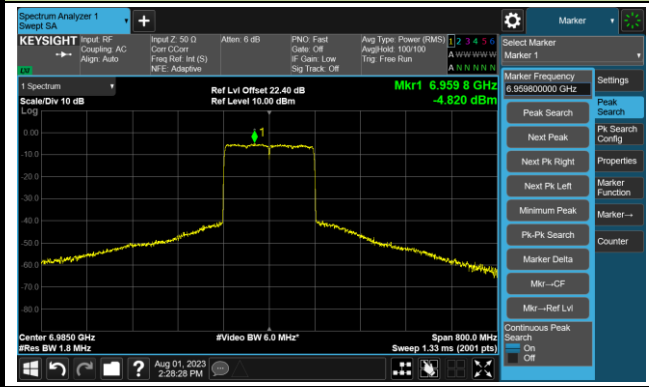 Spectrum Analyzer 1
Swept SA
Marker
KEYSIGHT
Input: RF
Coupling: AC
Align: Auto
Input Z: 50 Ω
Corr CCorr
Freq Ref: Int (S)
NFE: Adaptive
Atten: 6 dB
PNO: Fast
Gate: Off
IF Gain: Low
Sig Track: Off
Avg Type: Power (RMS)
Avg|Hold: 100/100
Trig: Free Run
1 2 3 4 5 6
A W W W W W
A N N N N N
Select Marker
Marker 1
1 Spectrum
Scale/Div 10 dB
Log
Ref Lvl Offset 22.40 dB
Ref Level 10.00 dBm
Mkr1 6.959 8 GHz
-4.820 dBm
1
0.00
-10.0
-20.0
-30.0
-40.0
-50.0
-60.0
-70.0
-80.0
Center 6.9850 GHz
#Res BW 1.8 MHz
#Video BW 6.0 MHz*
Span 800.0 MHz
Sweep 1.33 ms (2001 pts)
Marker Frequency
6.959800000 GHz
Peak Search
Next Peak
Next Pk Right
Next Pk Left
Minimum Peak
Pk-Pk Search
Marker Delta
Mkr→CF
Mkr→Ref Lvl
Continuous Peak
Search
On
Off
Settings
Peak
Search
Pk Search
Config
Properties
Marker
Function
Marker→
Counter
Aug 01, 2023
2:28:28 PM